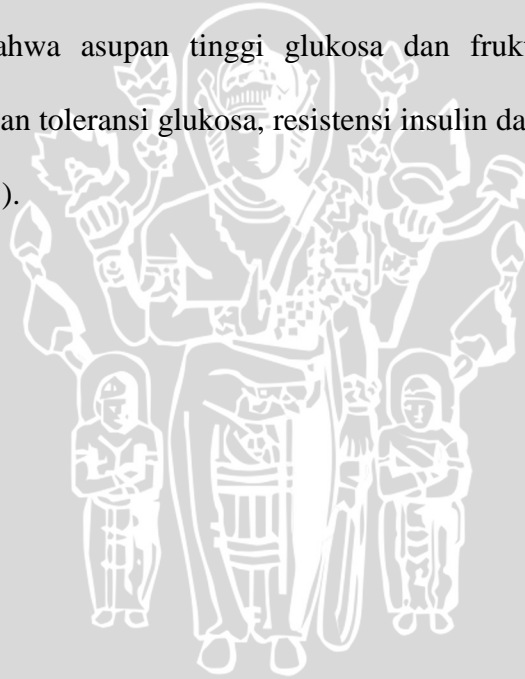 ahwa asupan tinggi glukosa dan frukt
an toleransi glukosa, resistensi insulin da
).